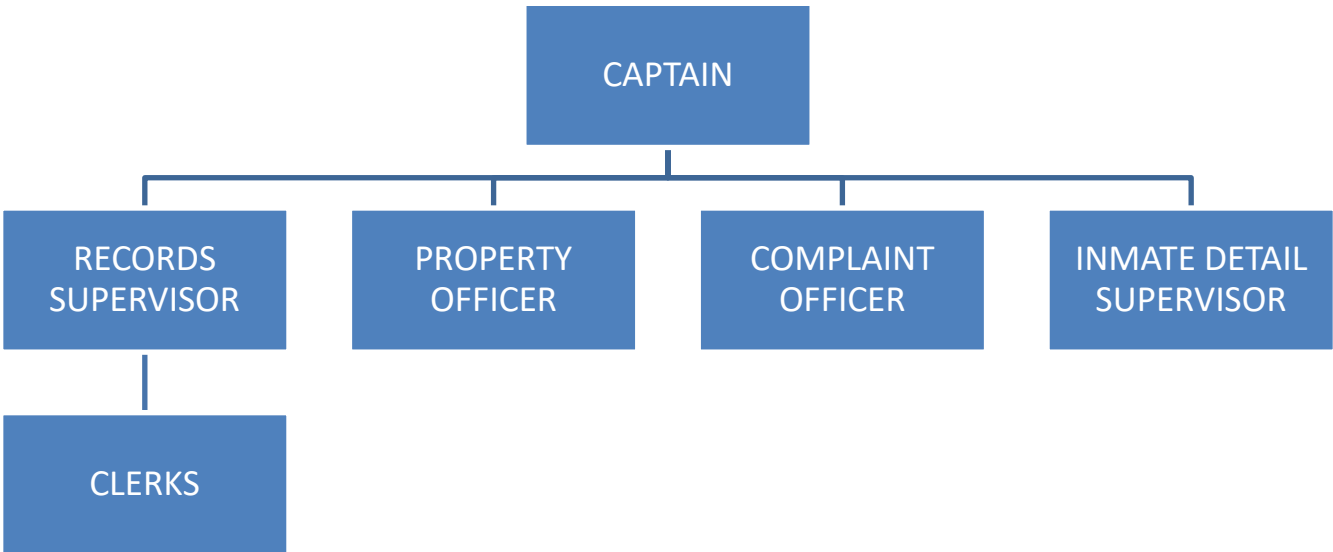 CAPTAIN
RECORDS
SUPERVISOR
PROPERTY
OFFICER
COMPLAINT
OFFICER
INMATE DETAIL
SUPERVISOR
CLERKS